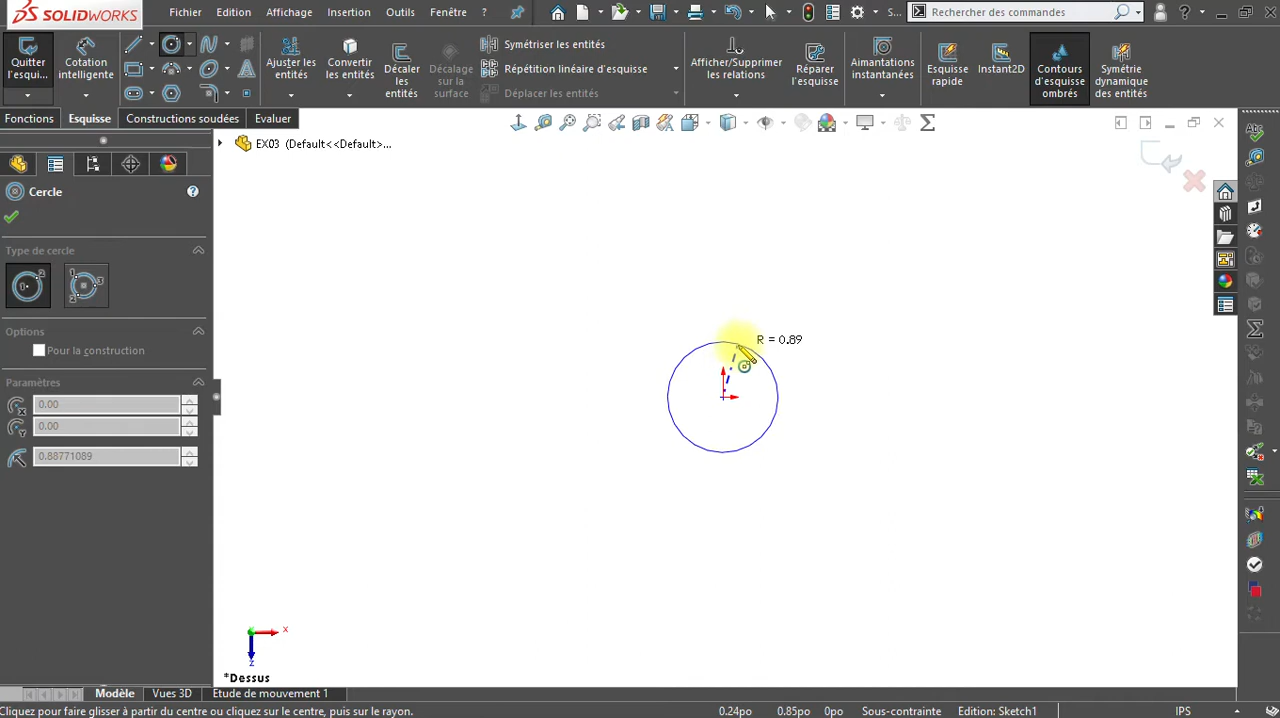 SOLIDWORKS
Fichier
Edition
Affichage
Insertion
Outils
Fenêtre
?
S...
Rechercher des commandes
?
Quitter
l'esqui...
Cotation
intelligente
Ajuster les
entités
Convertir
les entités
Décaler
les
entités
Décalage
sur la
surface
Symétriser les entités
Répétition linéaire d'esquisse
Déplacer les entités
Afficher/Supprimer
les relations
Réparer
l'esquisse
Aimantations
instantanées
Esquisse
rapide
Instant2D
Contours
d'esquisse
ombrés
Symétrie
dynamique
des entités
Fonctions
Esquisse
Constructions soudées
Evaluer
EX03 (Default<<Default>...
Cercle
Type de cercle
Options
Pour la construction
Paramètres
0.00
0.00
0.88771089
R = 0.89
x
z
*Dessus
Modèle
Vues 3D
Etude de mouvement 1
Cliquez pour faire glisser à partir du centre ou cliquez sur le centre, puis sur le rayon.
0.24po
0.85po
0po
Sous-contrainte
Edition: Sketch1
IPS